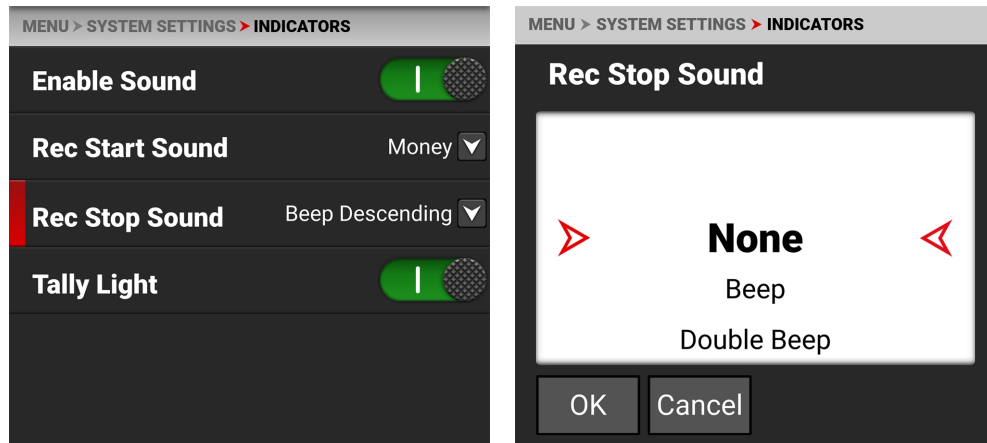 MENU > SYSTEM SETTINGS > INDICATORS
Enable Sound
Rec Start Sound Money
Rec Stop Sound Beep Descending
Tally Light
MENU > SYSTEM SETTINGS > INDICATORS
Rec Stop Sound
None
Beep
Double Beep
OK Cancel